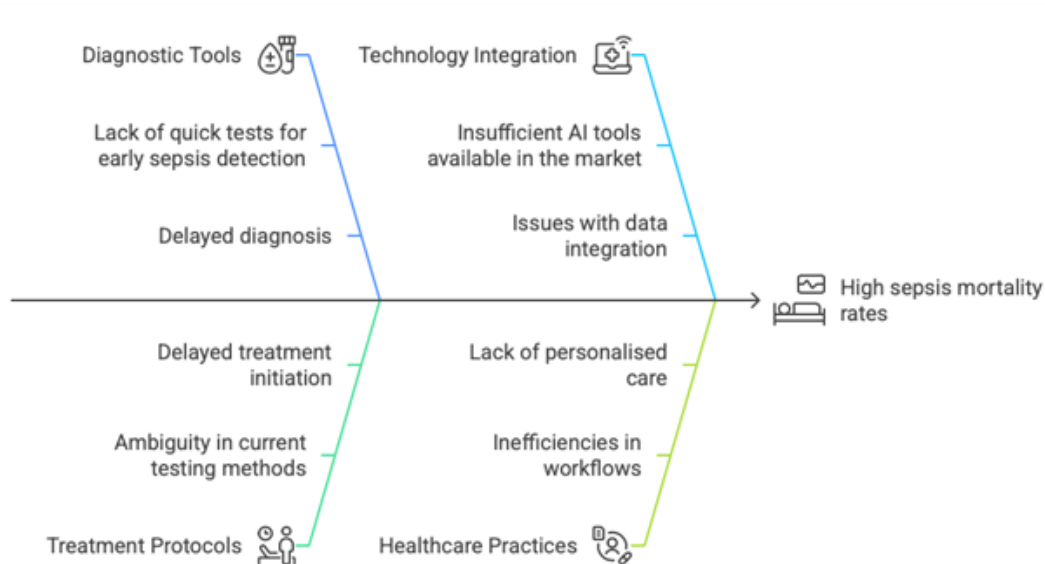 Diagnostic Tools
Lack of quick tests for
early sepsis detection
Delayed diagnosis
Technology Integration
Insufficient AI tools
available in the market
Issues with data
integration
High sepsis mortality
rates
Delayed treatment
initiation
Ambiguity in current
testing methods
Treatment Protocols
Lack of personalised
care
Inefficiencies in
workflows
Healthcare Practices